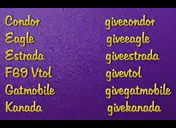 Condor givecondor
Eagle giveeagle
Estrada giveestrada
F69 Vtol givevtol
Gatmobile givegatmobile
Kanada givekanada